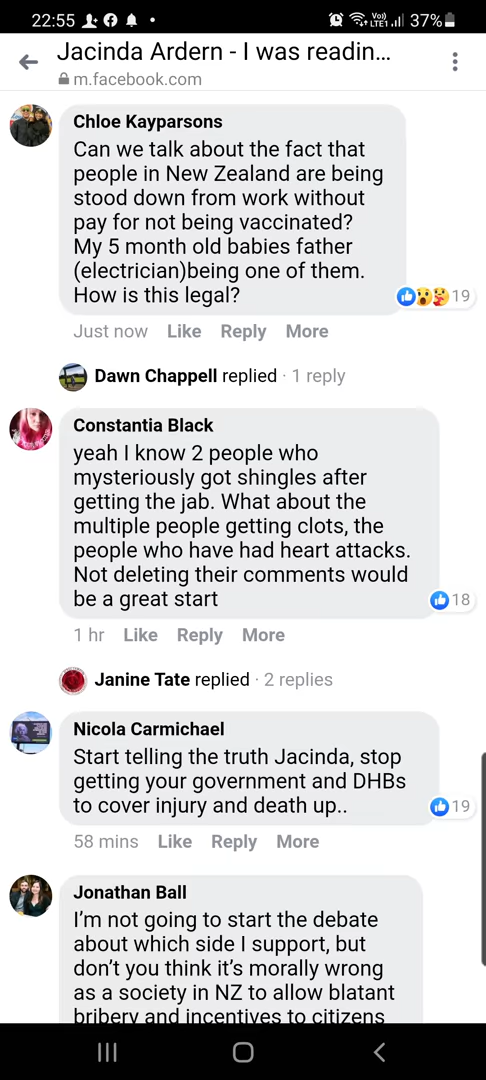 22:55 Vo) LTE1 37%
Jacinda Ardern - I was readin...
m.facebook.com
Chloe Kayparsons
Can we talk about the fact that
people in New Zealand are being
stood down from work without
pay for not being vaccinated?
My 5 month old babies father
(electrician)being one of them.
How is this legal?
19
Just now Like Reply More
Dawn Chappell replied · 1 reply
Constantia Black
yeah I know 2 people who
mysteriously got shingles after
getting the jab. What about the
multiple people getting clots, the
people who have had heart attacks.
Not deleting their comments would
be a great start
18
1 hr Like Reply More
Janine Tate replied · 2 replies
Nicola Carmichael
Start telling the truth Jacinda, stop
getting your government and DHBs
to cover injury and death up..
19
58 mins Like Reply More
Jonathan Ball
I’m not going to start the debate
about which side I support, but
don’t you think it’s morally wrong
as a society in NZ to allow blatant
bribery and incentives to citizens